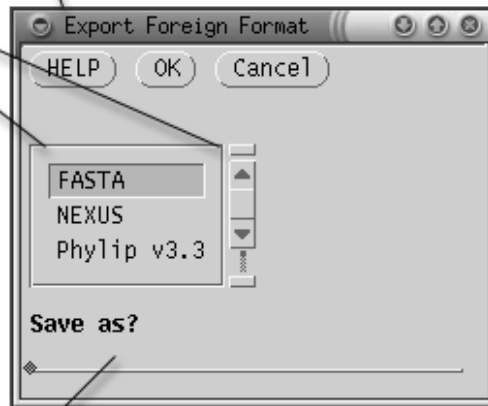 Export Foreign Format
HELP OK Cancel
FASTA
NEXUS
Phylip v3.3
Save as?